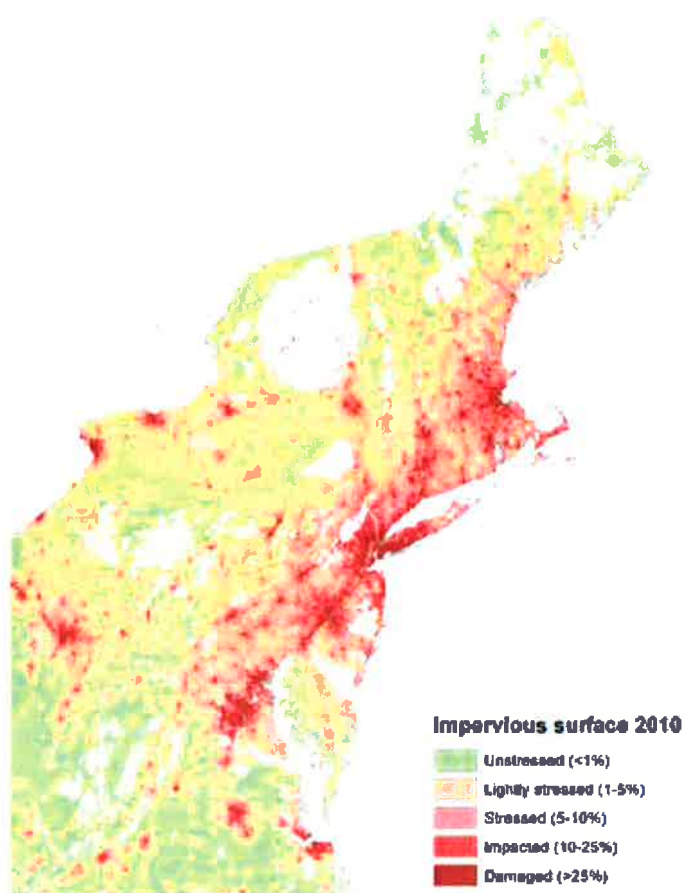 Impervious surface 2010
Unstressed (<1%)
Lightly stressed (1-5%)
Stressed (5-10%)
Impacted (10-25%)
Damaged (>25%)